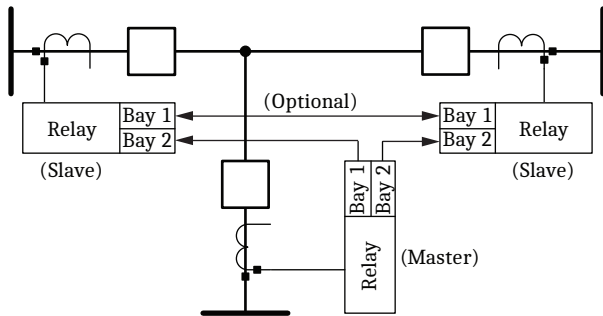 Relay
Bay 1
Bay 2
(Slave)
(Optional)
Bay 1
Bay 2
Relay
(Slave)
Bay 1
Bay 2
Relay
(Master)